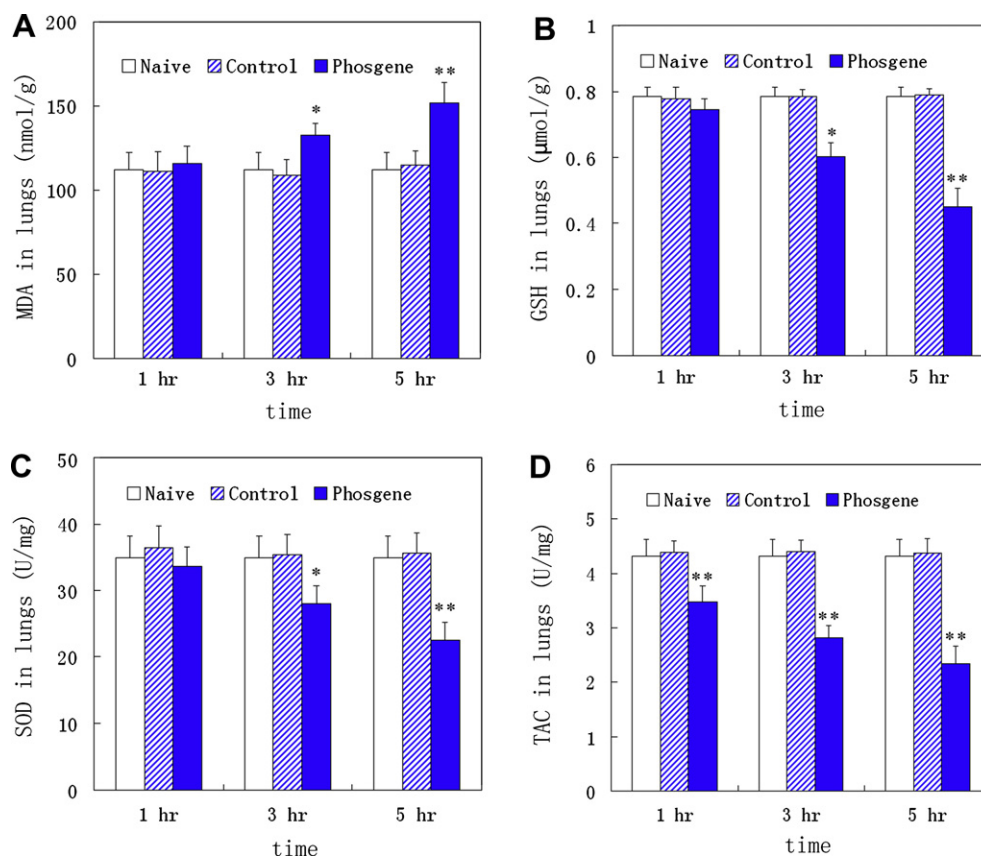 A
MDA in lungs (nmol/g)
200
150
100
50
0
Naive Control Phosgene
*
**
1 hr 3 hr 5 hr
time
B
GSH in lungs (μmol/g)
1
0.8
0.6
0.4
0.2
0
Naive Control Phosgene
*
**
1 hr 3 hr 5 hr
time
C
SOD in lungs (U/mg)
50
40
30
20
10
0
Naive Control Phosgene
*
**
1 hr 3 hr 5 hr
time
D
TAC in lungs (U/mg)
6
5
4
3
2
1
0
Naive Control Phosgene
**
**
**
1 hr 3 hr 5 hr
time